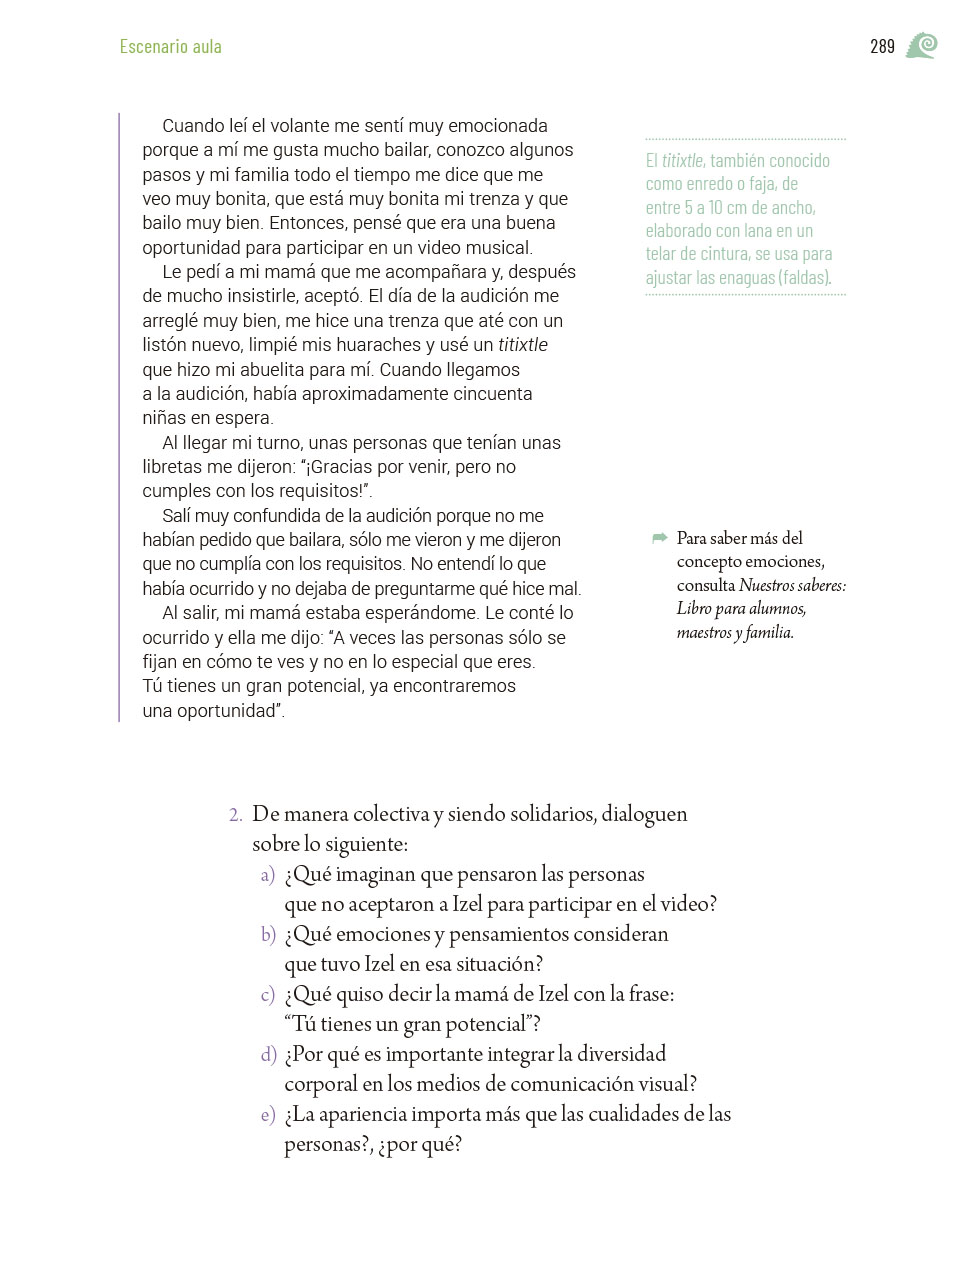 Escenario aula
289
Cuando leí el volante me sentí muy emocionada
porque a mí me gusta mucho bailar, conozco algunos
pasos y mi familia todo el tiempo me dice que me
veo muy bonita, que está muy bonita mi trenza y que
bailo muy bien. Entonces, pensé que era una buena
oportunidad para participar en un video musical.
Le pedí a mi mamá que me acompañara y, después
de mucho insistirle, aceptó. El día de la audición me
arreglé muy bien, me hice una trenza que até con un
listón nuevo, limpié mis huaraches y usé un titixtle
que hizo mi abuelita para mí. Cuando llegamos
a la audición, había aproximadamente cincuenta
niñas en espera.
Al llegar mi turno, unas personas que tenían unas
libretas me dijeron: “¡Gracias por venir, pero no
cumples con los requisitos!”.
Salí muy confundida de la audición porque no me
habían pedido que bailara, sólo me vieron y me dijeron
que no cumplía con los requisitos. No entendí lo que
había ocurrido y no dejaba de preguntarme qué hice mal.
Al salir, mi mamá estaba esperándome. Le conté lo
ocurrido y ella me dijo: “A veces las personas sólo se
fijan en cómo te ves y no en lo especial que eres.
Tú tienes un gran potencial, ya encontraremos
una oportunidad”.
El titixtle, también conocido
como enredo o faja, de
entre 5 a 10 cm de ancho,
elaborado con lana en un
telar de cintura, se usa para
ajustar las enaguas (faldas).
Para saber más del
concepto emociones,
consulta Nuestros saberes:
Libro para alumnos,
maestros y familia.
2. De manera colectiva y siendo solidarios, dialoguen
sobre lo siguiente:
a) ¿Qué imaginan que pensaron las personas
que no aceptaron a Izel para participar en el video?
b) ¿Qué emociones y pensamientos consideran
que tuvo Izel en esa situación?
c) ¿Qué quiso decir la mamá de Izel con la frase:
“Tú tienes un gran potencial”?
d) ¿Por qué es importante integrar la diversidad
corporal en los medios de comunicación visual?
e) ¿La apariencia importa más que las cualidades de las
personas?, ¿por qué?